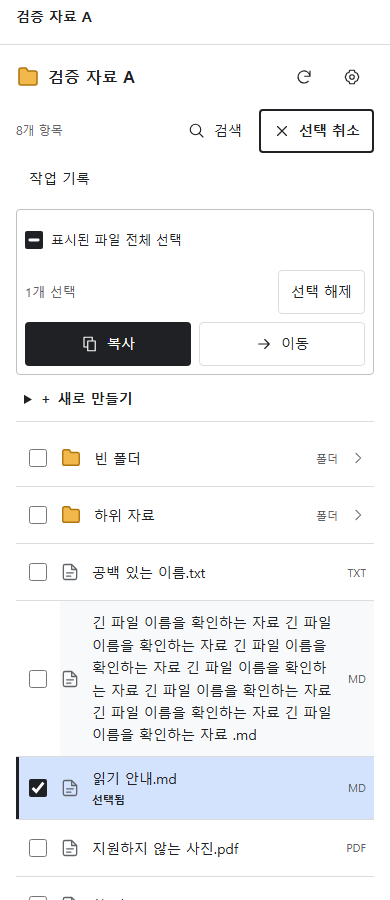 검증 자료 A
검증 자료 A
8개 항목
검색
선택 취소
작업 기록
표시된 파일 전체 선택
1개 선택
선택 해제
복사
이동
+ 새로 만들기
빈 폴더
폴더
하위 자료
폴더
공백 있는 이름.txt
TXT
긴 파일 이름을 확인하는 자료 긴 파일
이름을 확인하는 자료 긴 파일 이름을
확인하는 자료 긴 파일 이름을 확인하
는 자료 긴 파일 이름을 확인하는 자료
긴 파일 이름을 확인하는 자료 긴 파일
이름을 확인하는 자료 .md
MD
읽기 안내.md
선택됨
MD
지원하지 않는 사진.pdf
PDF